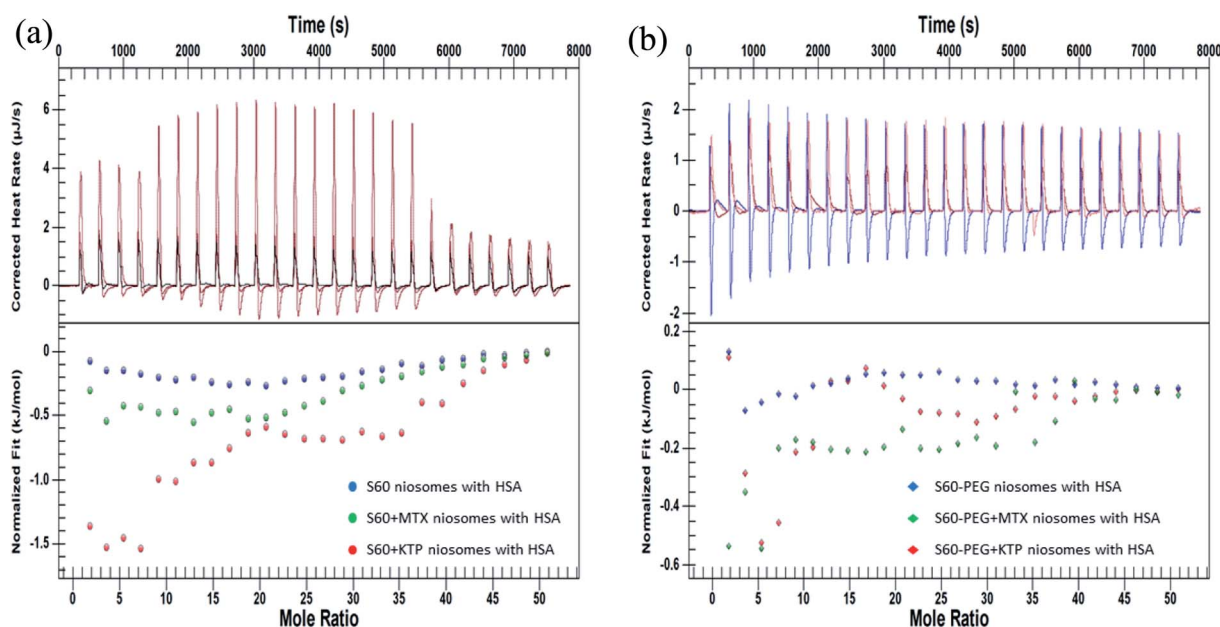 (a)
Time (s)
0 1000 2000 3000 4000 5000 6000 7000 8000
Corrected Heat Rate (µJ/s)
6
4
2
0
Normalized Fit (kJ/mol)
0
-0.5
-1.0
-1.5
S60 niosomes with HSA
S60+MTX niosomes with HSA
S60+KTP niosomes with HSA
0 5 10 15 20 25 30 35 40 45 50
Mole Ratio
(b)
Time (s)
0 1000 2000 3000 4000 5000 6000 7000 8000
Corrected Heat Rate (µJ/s)
2
1
0
-1
-2
Normalized Fit (kJ/mol)
0.2
0
-0.2
-0.4
-0.6
S60-PEG niosomes with HSA
S60-PEG+MTX niosomes with HSA
S60-PEG+KTP niosomes with HSA
0 5 10 15 20 25 30 35 40 45 50
Mole Ratio